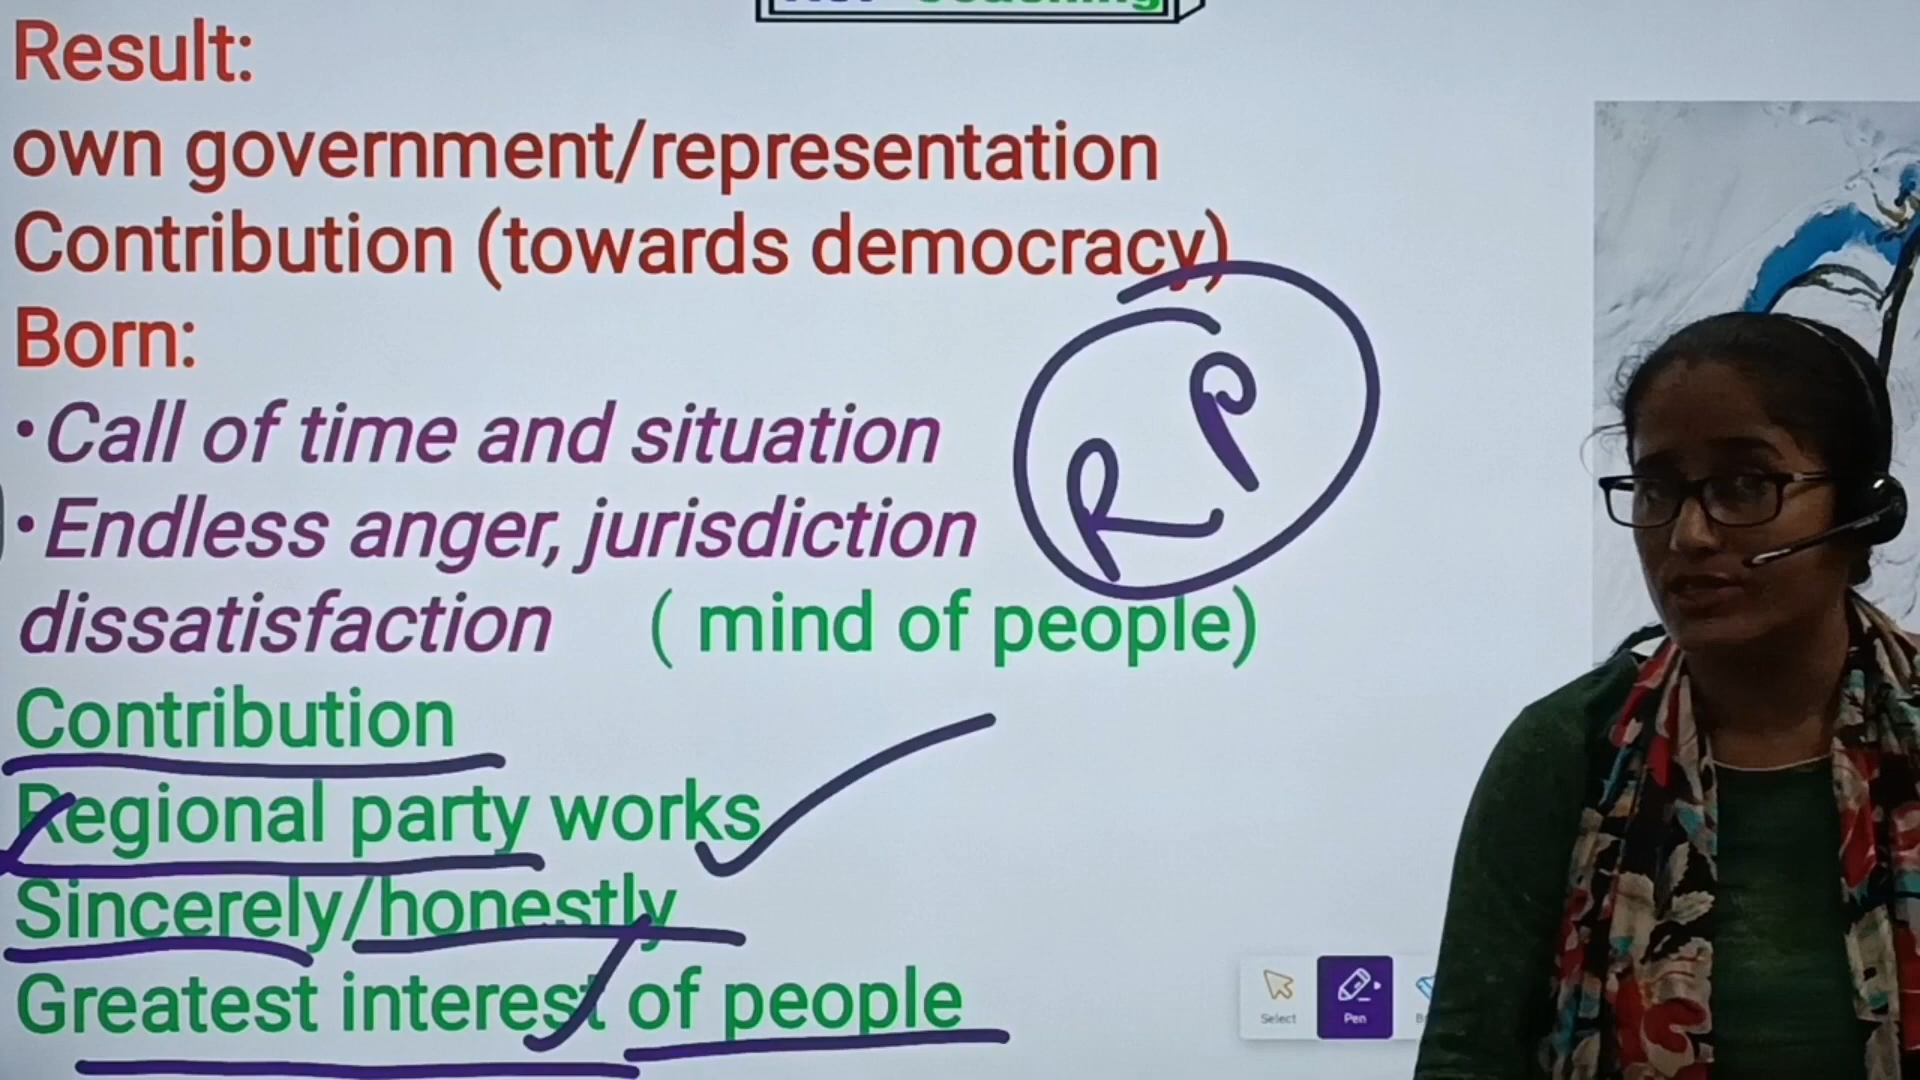 Coaching
Result:
own government/representation
Contribution (towards democracy)
Born:
•Call of time and situation
•Endless anger, jurisdiction
dissatisfaction ( mind of people)
R P
Contribution
Regional party works
Sincerely/honestly
Greatest interest of people
Select
Pen